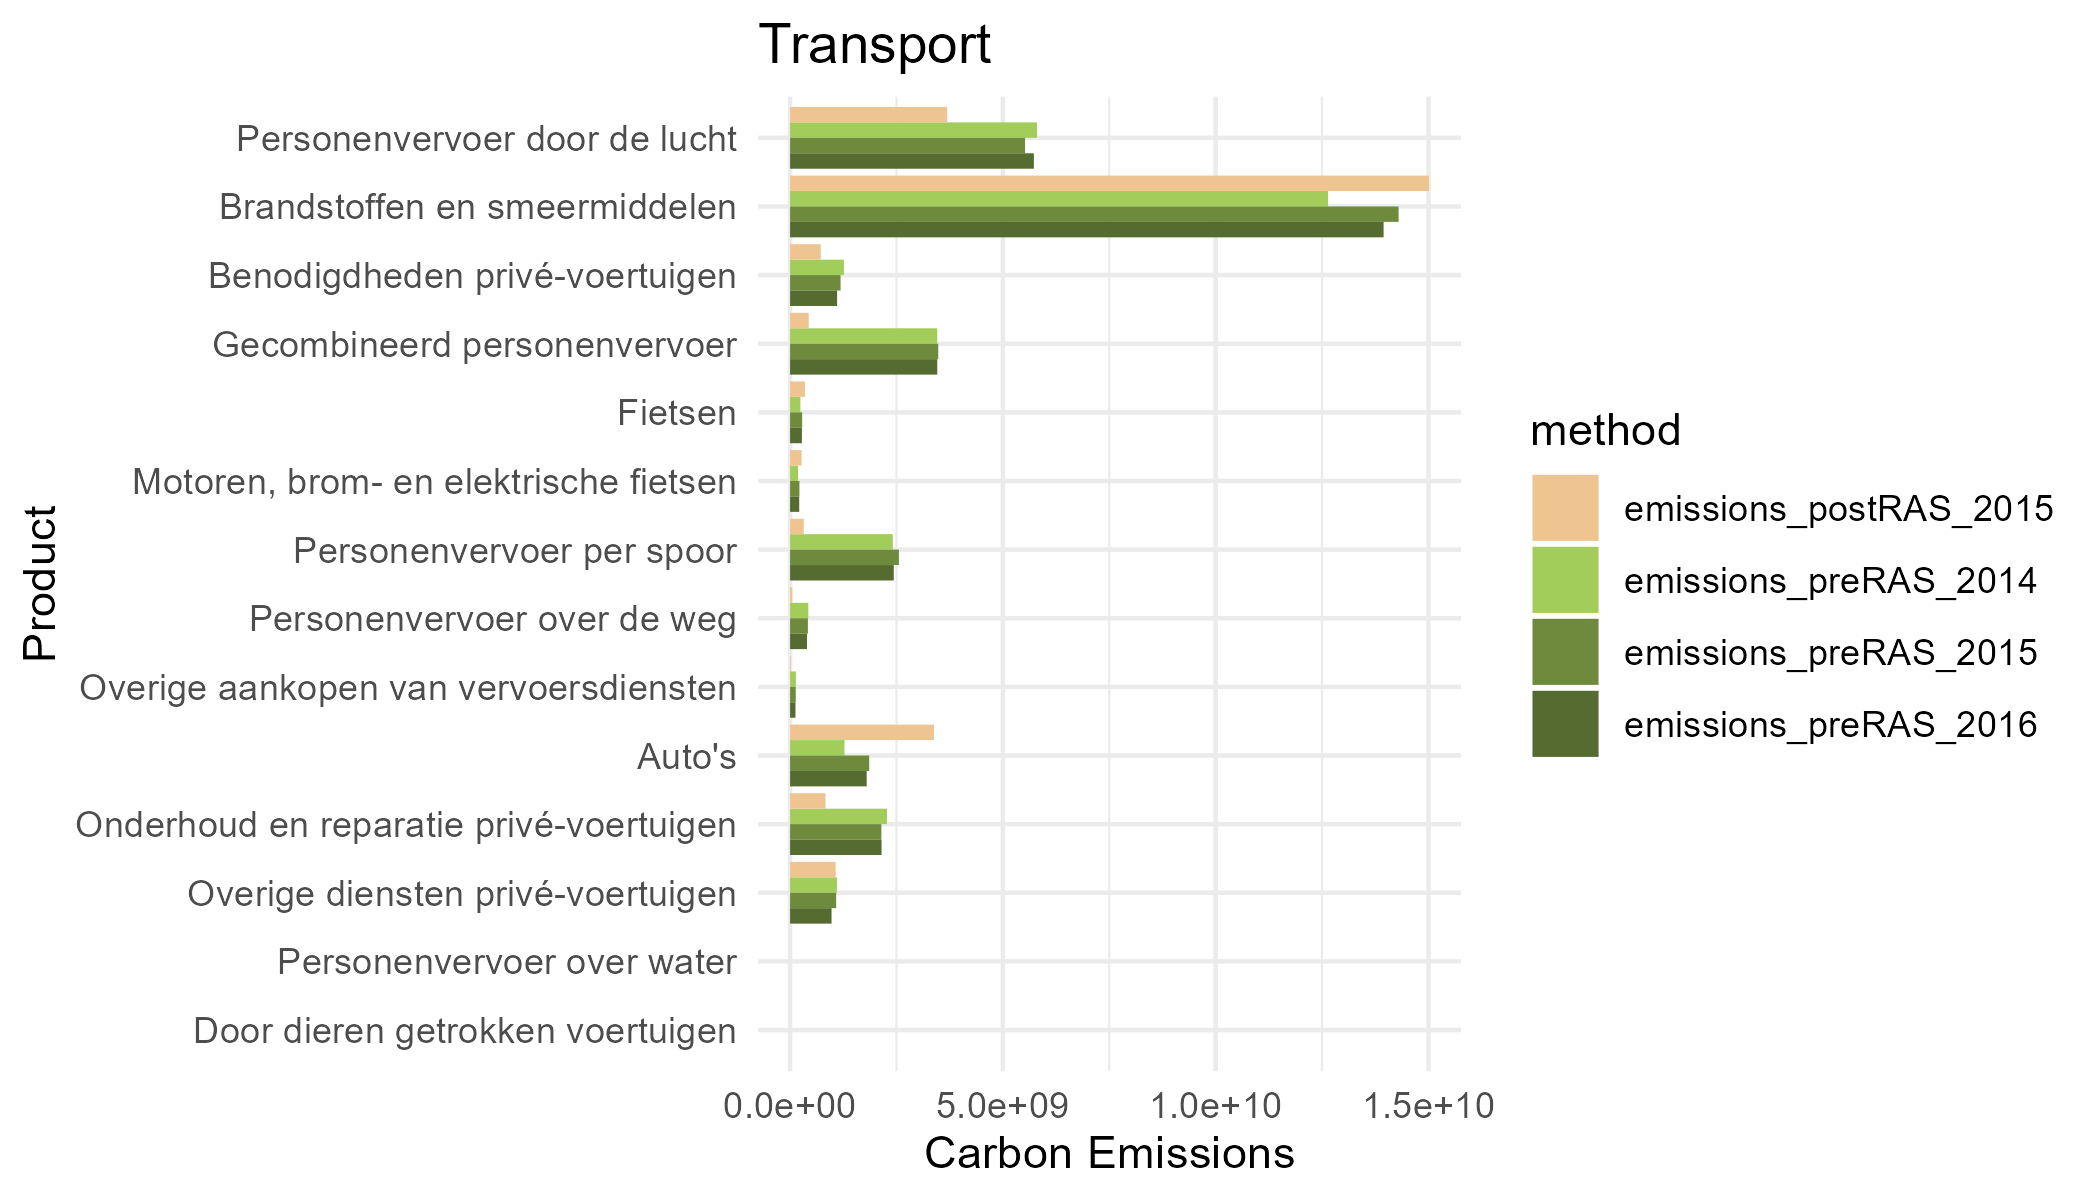 Transport
Personenvervoer door de lucht
Brandstoffen en smeermiddelen
Benodigdheden privé-voertuigen
Gecombineerd personenvervoer
Fietsen
Motoren, brom- en elektrische fietsen
Personenvervoer per spoor
Personenvervoer over de weg
Overige aankopen van vervoersdiensten
Auto's
Onderhoud en reparatie privé-voertuigen
Overige diensten privé-voertuigen
Personenvervoer over water
Door dieren getrokken voertuigen
Product
0.0e+00 5.0e+09 1.0e+10 1.5e+10
Carbon Emissions
method
emissions_postRAS_2015
emissions_preRAS_2014
emissions_preRAS_2015
emissions_preRAS_2016